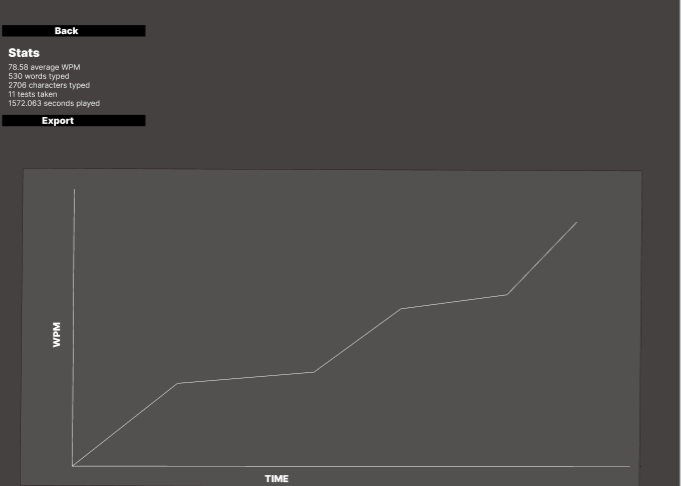 Back
Stats
78.58 average WPM
530 words typed
2706 characters typed
11 tests taken
1572.063 seconds played
Export
WPM
TIME